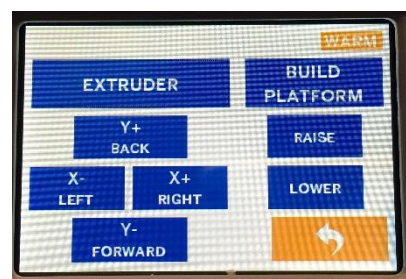 WARM
EXTRUDER
BUILD
PLATFORM
Y+
BACK
RAISE
X-
LEFT
X+
RIGHT
LOWER
Y-
FORWARD